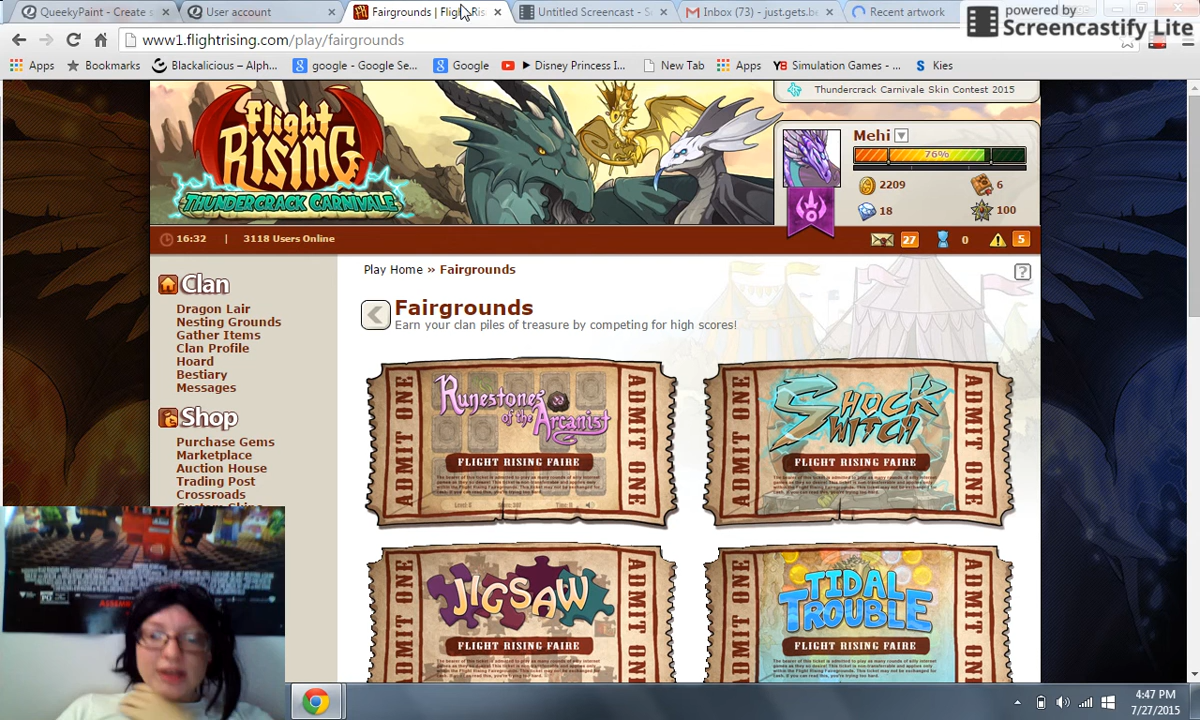 QueekyPaint - Create s
User account
Fairgrounds | Flight Ris
Untitled Screencast - S
Inbox (73) - just.gets.be
Recent artwork
powered by
Screencastify Lite
www1.flightrising.com/play/fairgrounds
Apps
Bookmarks
Blackalicious – Alph...
google - Google Se...
Google
Disney Princess I...
New Tab
Apps
Simulation Games - ...
Kies
Flight
Rising
Thundercrack Carnivale
Thundercrack Carnivale Skin Contest 2015
Mehi
76%
2209
6
18
100
16:32 | 3118 Users Online
27
0
5
Clan
Dragon Lair
Nesting Grounds
Gather Items
Clan Profile
Hoard
Bestiary
Messages
Shop
Purchase Gems
Marketplace
Auction House
Trading Post
Crossroads
Play Home » Fairgrounds
?
Fairgrounds
Earn your clan piles of treasure by competing for high scores!
ADMIT ONE
Runestones
of the Arcanist
FLIGHT RISING FAIRE
ADMIT ONE
ADMIT ONE
Shock
Switch
FLIGHT RISING FAIRE
ADMIT ONE
ADMIT ONE
JIGSAW
FLIGHT RISING FAIRE
ADMIT ONE
ADMIT ONE
TIDAL
TROUBLE
FLIGHT RISING FAIRE
ADMIT ONE
4:47 PM
7/27/2015